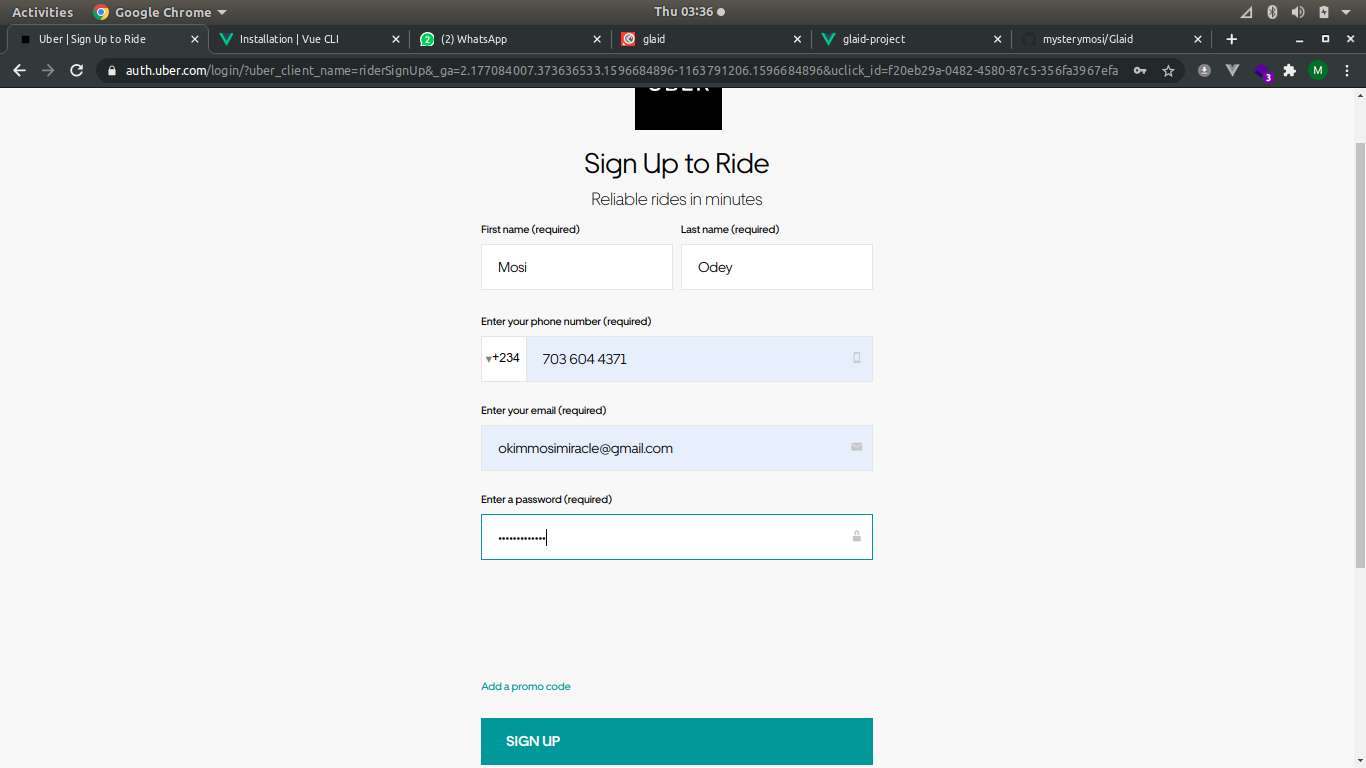 Activities Google Chrome Thu 03:36
Uber | Sign Up to Ride Installation | Vue CLI (2) WhatsApp glaid glaid-project mysterymosi/Glaid
auth.uber.com/login/?uber_client_name=riderSignUp&_ga=2.177084007.373636533.1596684896-1163791206.1596684896&uclick_id=f20eb29a-0482-4580-87c5-356fa3967efa 3 M
UBER
Sign Up to Ride
Reliable rides in minutes
First name (required) Last name (required)
Mosi Odey
Enter your phone number (required)
+234 703 604 4371
Enter your email (required)
okimmosimiracle@gmail.com
Enter a password (required)
Add a promo code
SIGN UP